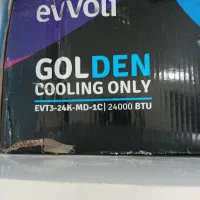 evvoli
GOLDEN
COOLING ONLY
EVT3-24K-MD-1C| 24000 BTU